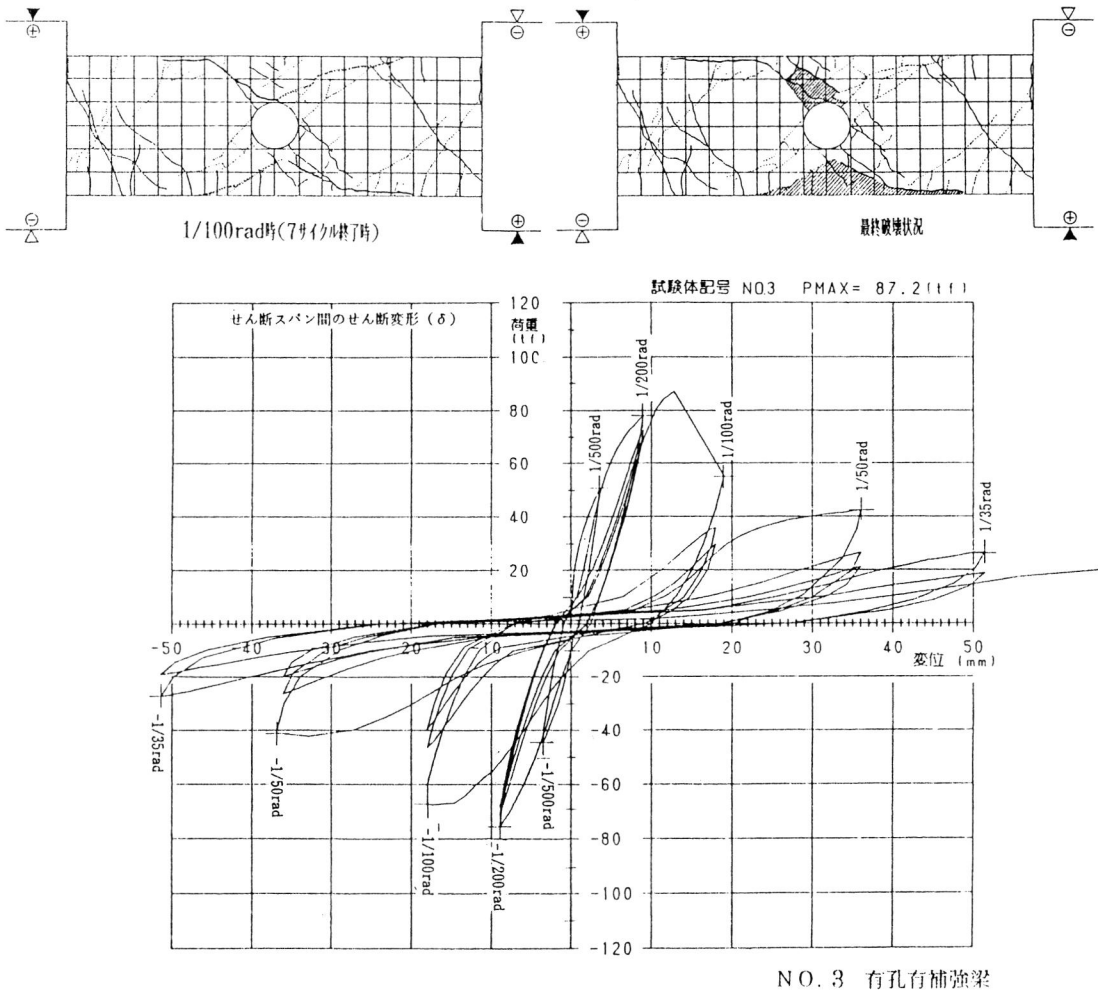 ⊕ ⊖ ⊕ ⊖
⊖ ⊕ ⊖ ⊕
1/100rad時(7サイクル終了時)
最終破壊状況
試験体記号 NO.3 PMAX= 87.2(tf)
せん断スパン間のせん断変形 (δ)
荷重
(tf)
120
100
80
60
40
20
-20
-40
-60
-80
-100
-120
-50 -40 -30 -20 -10 10 20 30 40 50
変位 (mm)
1/500rad
1/200rad
1/100rad
1/50rad
1/35rad
-1/35rad
-1/50rad
-1/100rad
-1/200rad
-1/500rad
NO.3 有孔有補強梁